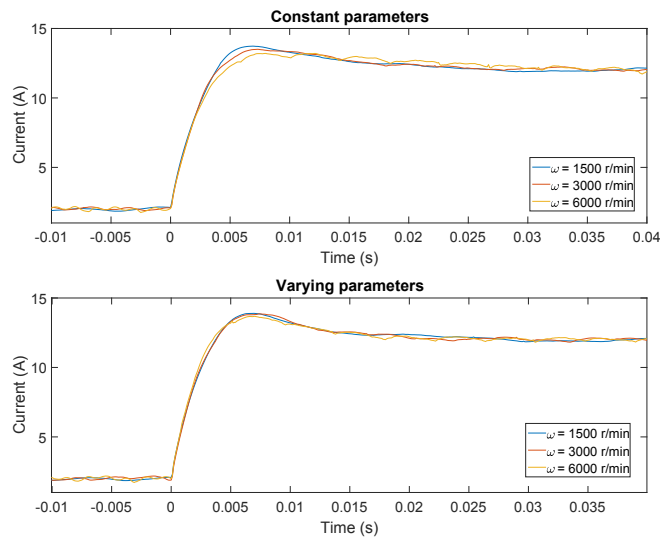 Constant parameters
15
10
5
Current (A)
ω = 1500 r/min
ω = 3000 r/min
ω = 6000 r/min
-0.01 -0.005 0 0.005 0.01 0.015 0.02 0.025 0.03 0.035 0.04
Time (s)
Varying parameters
15
10
5
Current (A)
ω = 1500 r/min
ω = 3000 r/min
ω = 6000 r/min
-0.01 -0.005 0 0.005 0.01 0.015 0.02 0.025 0.03 0.035
Time (s)